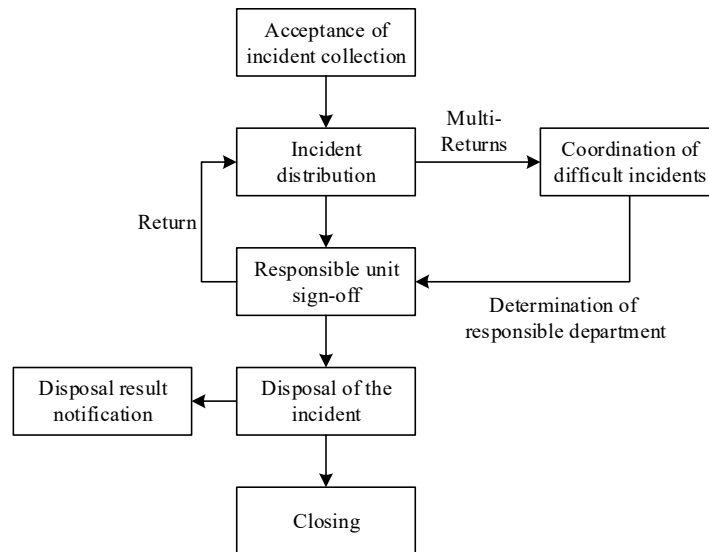 Acceptance of
incident collection
Multi-
Returns
Incident
distribution
Coordination of
difficult incidents
Return
Responsible unit
sign-off
Determination of
responsible department
Disposal result
notification
Disposal of the
incident
Closing